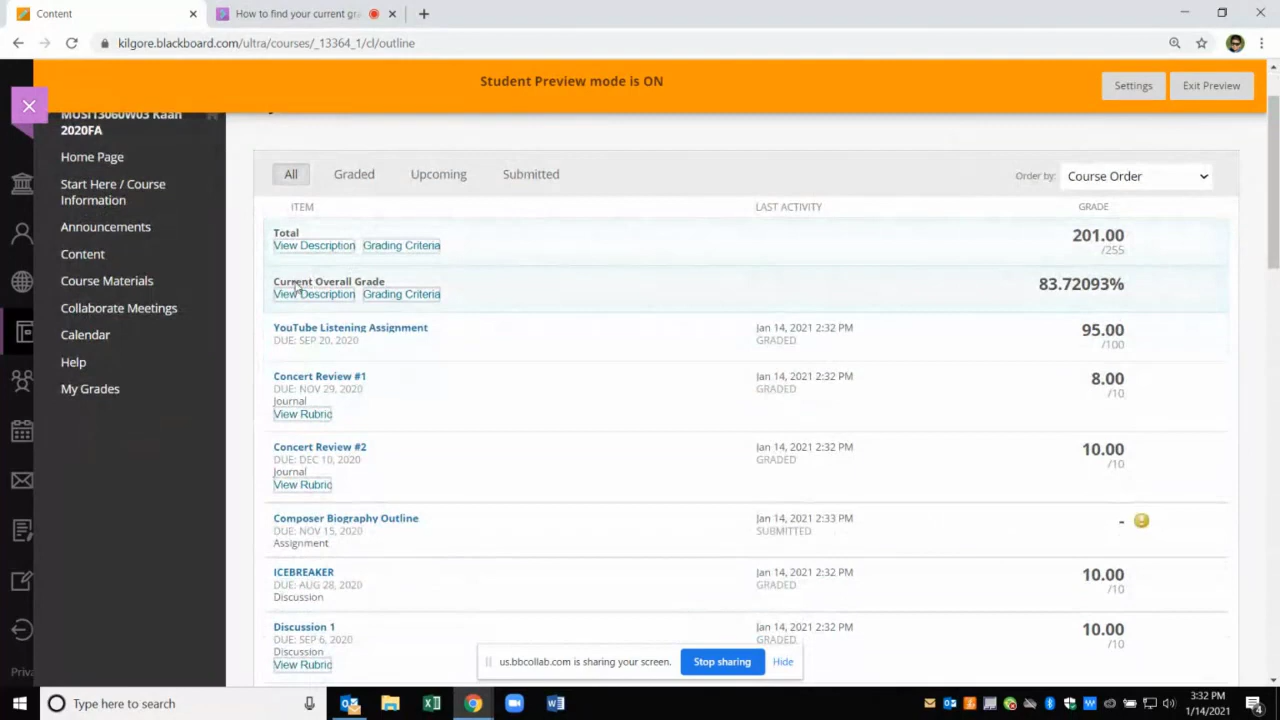 Content
How to find your current gr
kilgore.blackboard.com/ultra/courses/_13364_1/cl/outline
Student Preview mode is ON
Settings
Exit Preview
MUSI13060W03 Kaan
2020FA
Home Page
Start Here / Course
Information
Announcements
Content
Course Materials
Collaborate Meetings
Calendar
Help
My Grades
Priva
All
Graded
Upcoming
Submitted
Order by:
Course Order
ITEM
LAST ACTIVITY
GRADE
Total
View Description
Grading Criteria
201.00
/255
Current Overall Grade
View Description
Grading Criteria
83.72093%
YouTube Listening Assignment
DUE: SEP 20, 2020
Jan 14, 2021 2:32 PM
GRADED
95.00
/100
Concert Review #1
DUE: NOV 29, 2020
Journal
View Rubric
Jan 14, 2021 2:32 PM
GRADED
8.00
/10
Concert Review #2
DUE: DEC 10, 2020
Journal
View Rubric
Jan 14, 2021 2:32 PM
GRADED
10.00
/10
Composer Biography Outline
DUE: NOV 15, 2020
Assignment
Jan 14, 2021 2:33 PM
SUBMITTED
-
ICEBREAKER
DUE: AUG 28, 2020
Discussion
Jan 14, 2021 2:32 PM
GRADED
10.00
/10
Discussion 1
DUE: SEP 6, 2020
Discussion
View Rubric
Jan 14, 2021 2:32 PM
GRADED
10.00
/10
us.bbcollab.com is sharing your screen.
Stop sharing
Hide
Type here to search
3:32 PM
1/14/2021
4